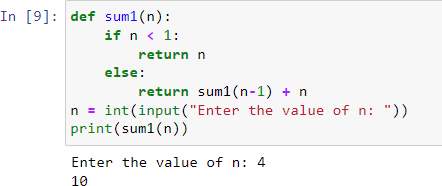 In [9]: def sum1(n):
    if n < 1:
        return n
    else:
        return sum1(n-1) + n
n = int(input("Enter the value of n: "))
print(sum1(n))
Enter the value of n: 4
10